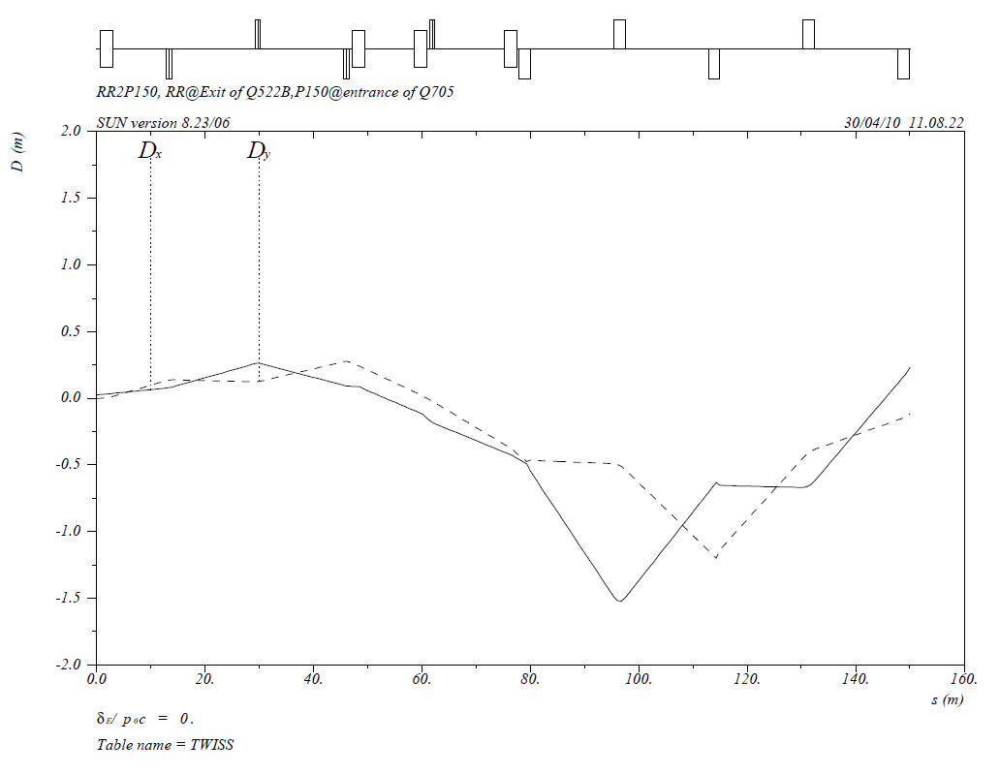 RR2P150, RR@Exit of Q522B,P150@entrance of Q705
SUN version 8.23/06 30/04/10 11.08.22
D (m)
Dx Dy
2.0
1.5
1.0
0.5
0.0
-0.5
-1.0
-1.5
-2.0
0.0 20. 40. 60. 80. 100. 120. 140. 160.
s (m)
δE/ p0c = 0.
Table name = TWISS